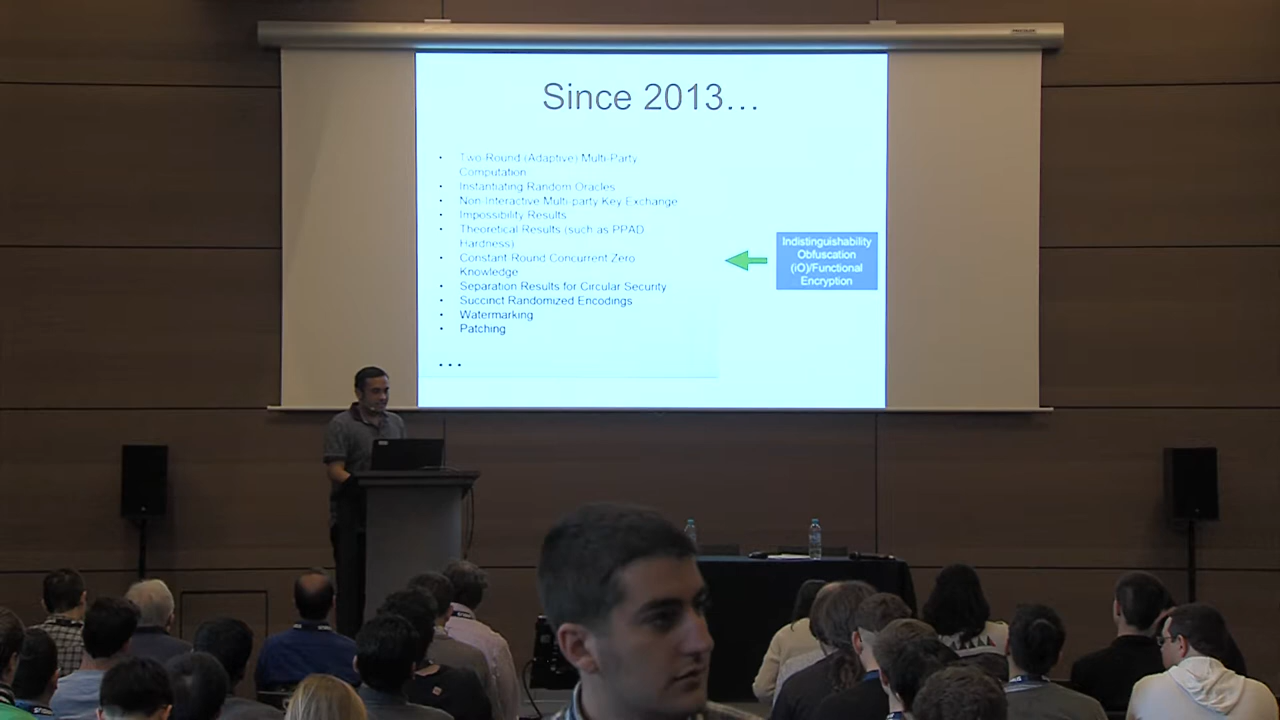 Since 2013…
• Two-Round (Adaptive) Multi-Party
Computation
• Instantiating Random Oracles
• Non-Interactive Multi-party Key Exchange
• Impossibility Results
• Theoretical Results (such as PPAD
Hardness)
• Constant Round Concurrent Zero
Knowledge
• Separation Results for Circular Security
• Succinct Randomized Encodings
• Watermarking
• Patching
…
Indistinguishability
Obfuscation
(iO)/Functional
Encryption